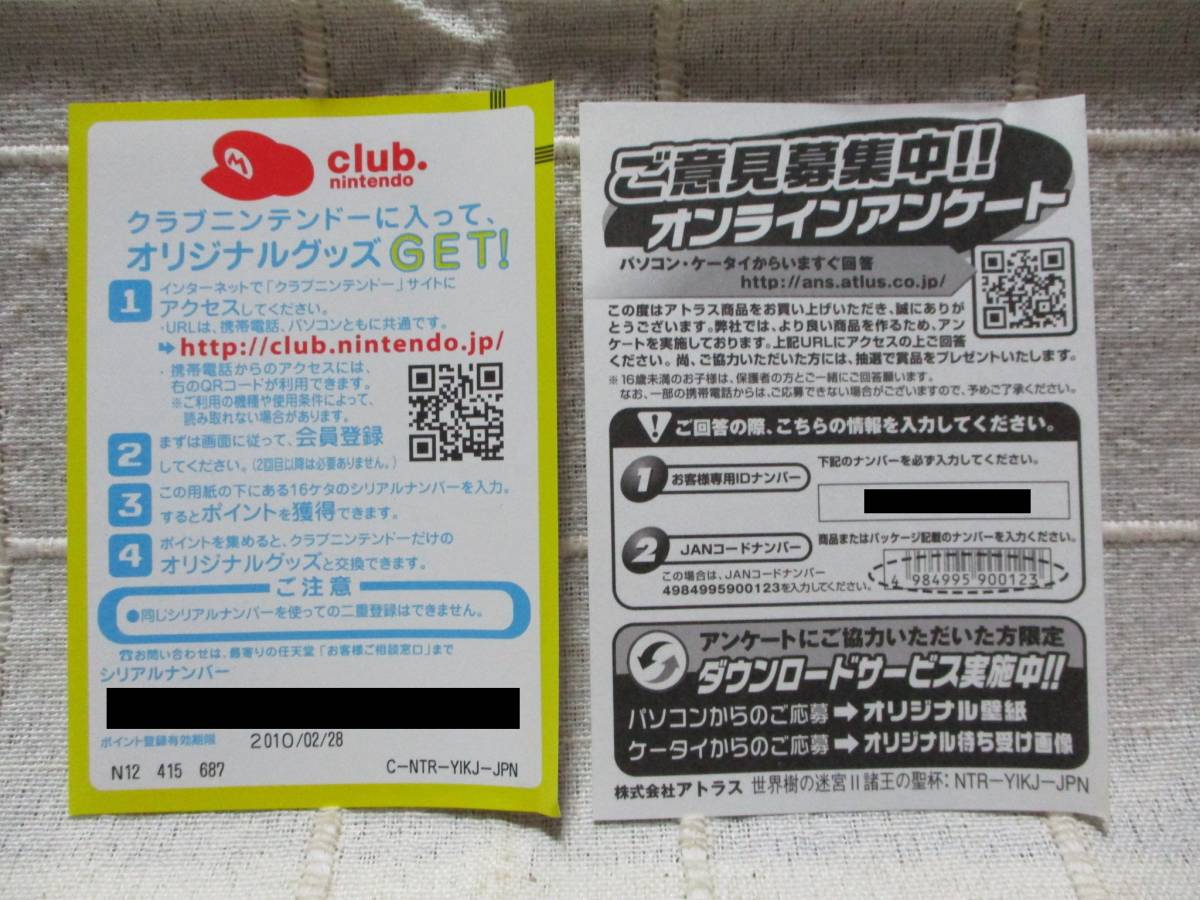 M
club.
nintendo
クラブニンテンドーに入って、
オリジナルグッズGET!
1
インターネットで「クラブニンテンドー」サイトに
アクセスしてください。
・URLは、携帯電話、パソコンともに共通です。
http://club.nintendo.jp/
・携帯電話からのアクセスには、
右のQRコードが利用できます。
※ご利用の機種や使用条件によって、
読み取れない場合があります。
2
まずは画面に従って、会員登録
してください。(2回目以降は必要ありません。)
3
この用紙の下にある16ケタのシリアルナンバーを入力。
するとポイントを獲得できます。
4
ポイントを集めると、クラブニンテンドーだけの
オリジナルグッズと交換できます。
ご注意
●同じシリアルナンバーを使っての二重登録はできません。
☎お問い合わせは、最寄りの任天堂「お客様ご相談窓口」まで
シリアルナンバー
ポイント登録有効期限 2010/02/28
N12 415 687 C-NTR-YIKJ-JPN
ご意見募集中!!
オンラインアンケート
パソコン・ケータイからいますぐ回答
http://ans.atlus.co.jp/
この度はアトラス商品をお買い上げいただき、誠にありが
とうございます。弊社では、より良い商品を作るため、アン
ケートを実施しております。上記URLにアクセスの上ご回答
ください。尚、ご協力いただいた方には、抽選で賞品をプレゼントいたします。
※16歳未満のお子様は、保護者の方とご一緒にご回答願います。
なお、一部の携帯電話からは、ご応募できない場合がございますので、予めご了承ください。
! ご回答の際、こちらの情報を入力してください。
1 お客様専用IDナンバー
下記のナンバーを必ず入力してください。
2 JANコードナンバー
商品またはパッケージ記載のナンバーを入力ください。
この場合は、JANコードナンバー
4984995900123を入力してください。
4 984995 900123
アンケートにご協力いただいた方限定
ダウンロードサービス実施中!!
パソコンからのご応募➡オリジナル壁紙
ケータイからのご応募➡オリジナル待ち受け画像
株式会社アトラス 世界樹の迷宮Ⅱ諸王の聖杯: NTR-YIKJ-JPN